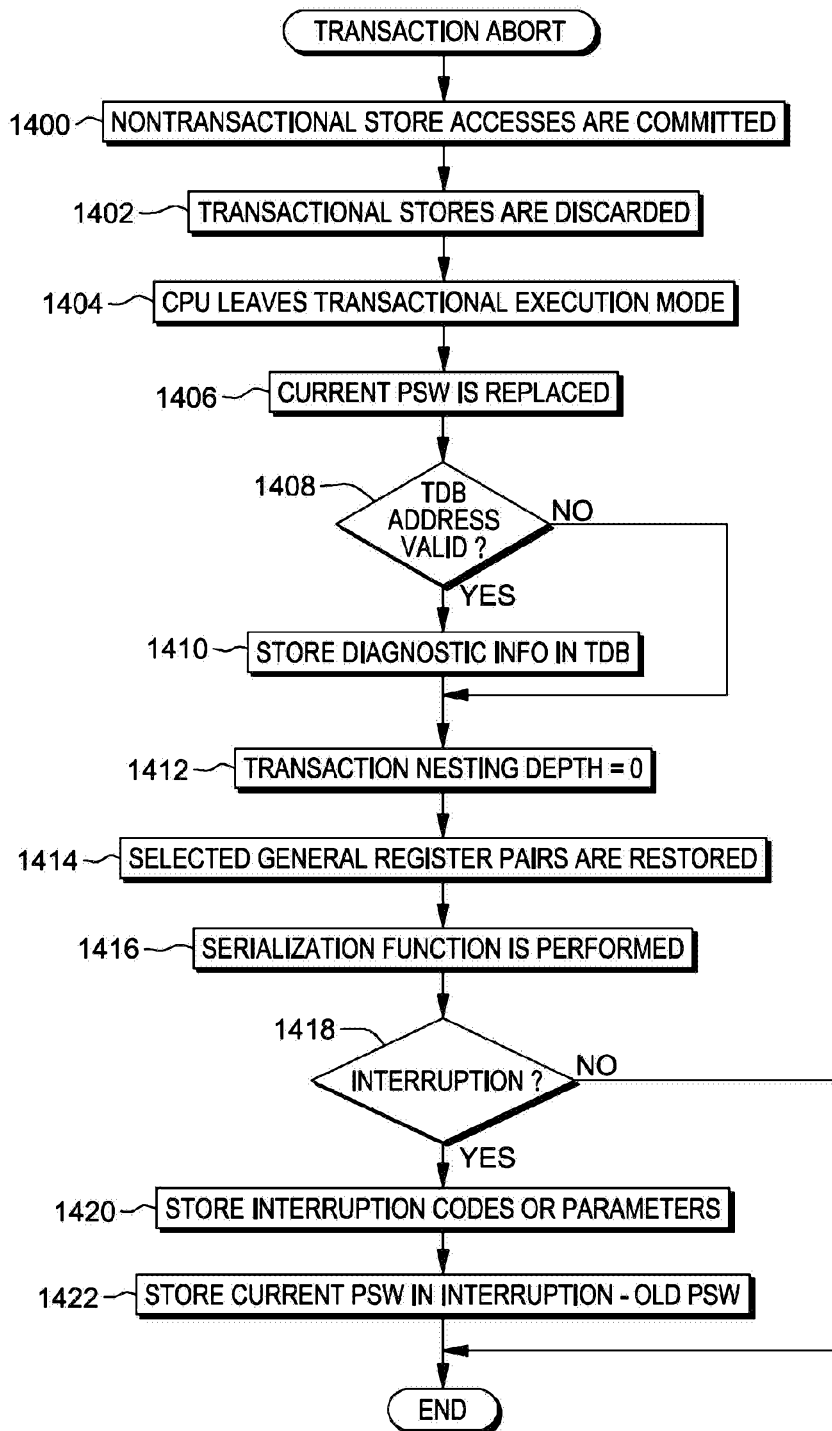 TRANSACTION ABORT
1400
NONTRANSACTIONAL STORE ACCESSES ARE COMMITTED
1402
TRANSACTIONAL STORES ARE DISCARDED
1404
CPU LEAVES TRANSACTIONAL EXECUTION MODE
1406
CURRENT PSW IS REPLACED
1408
TDB
ADDRESS
VALID ?
NO
YES
1410
STORE DIAGNOSTIC INFO IN TDB
1412
TRANSACTION NESTING DEPTH = 0
1414
SELECTED GENERAL REGISTER PAIRS ARE RESTORED
1416
SERIALIZATION FUNCTION IS PERFORMED
1418
INTERRUPTION ?
NO
YES
1420
STORE INTERRUPTION CODES OR PARAMETERS
1422
STORE CURRENT PSW IN INTERRUPTION - OLD PSW
END